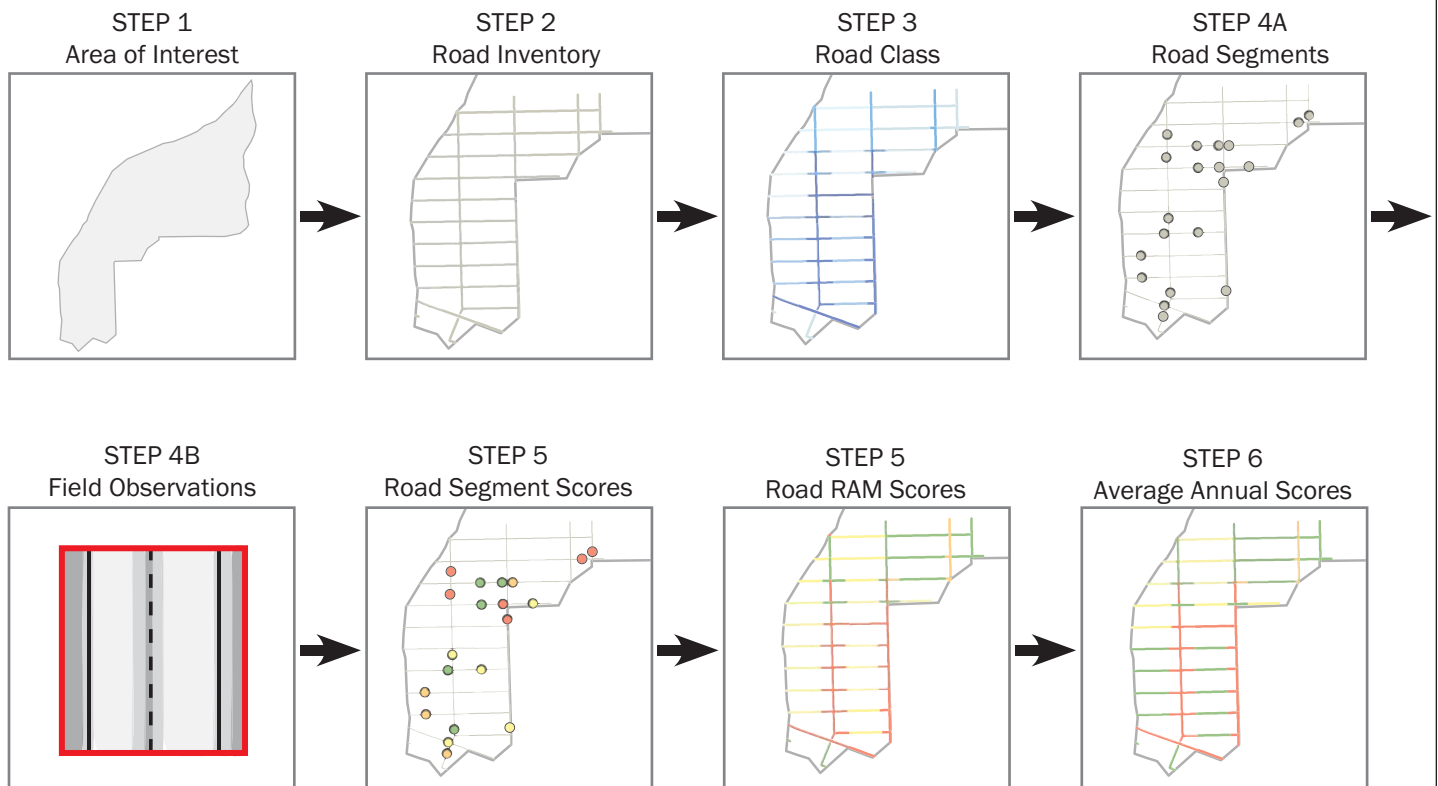 STEP 1
Area of Interest
STEP 2
Road Inventory
STEP 3
Road Class
STEP 4A
Road Segments
STEP 4B
Field Observations
STEP 5
Road Segment Scores
STEP 5
Road RAM Scores
STEP 6
Average Annual Scores